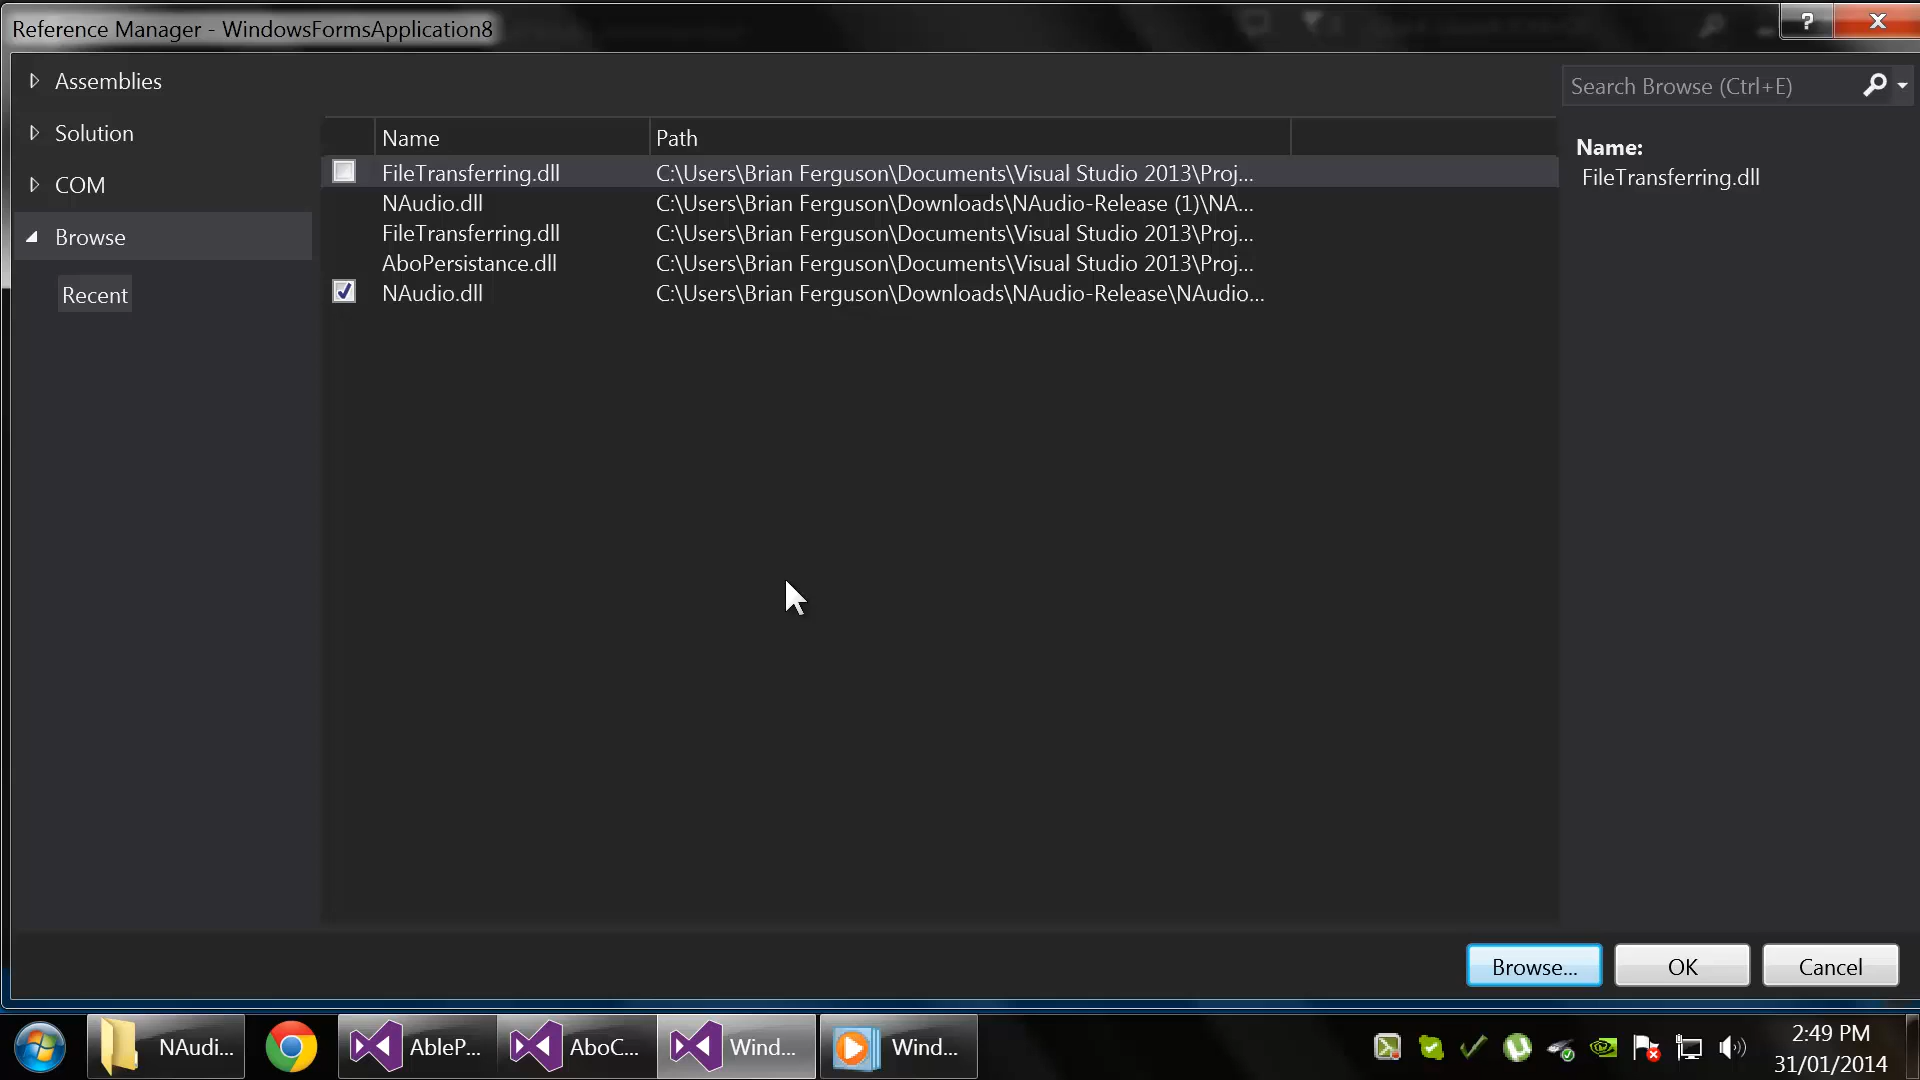 Reference Manager - WindowsFormsApplication8
?
X
Assemblies
Solution
COM
Browse
Recent
Search Browse (Ctrl+E)
Name Path
FileTransferring.dll C:\Users\Brian Ferguson\Documents\Visual Studio 2013\Proj...
NAudio.dll C:\Users\Brian Ferguson\Downloads\NAudio-Release (1)\NA...
FileTransferring.dll C:\Users\Brian Ferguson\Documents\Visual Studio 2013\Proj...
AboPersistance.dll C:\Users\Brian Ferguson\Documents\Visual Studio 2013\Proj...
NAudio.dll C:\Users\Brian Ferguson\Downloads\NAudio-Release\NAudio...
Name:
FileTransferring.dll
Browse... OK Cancel
NAudi... AbleP... AboC... Wind... Wind...
2:49 PM
31/01/2014